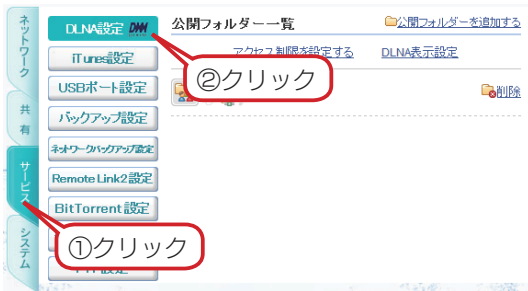 ネットワーク
共有
サービス
システム
DLNA設定
iTunes設定
USBポート設定
バックアップ設定
ネットワークバックアップ設定
Remote Link2設定
BitTorrent設定
公開フォルダー一覧
公開フォルダーを追加する
アクセス制限を設定する
DLNA表示設定
削除
②クリック
①クリック